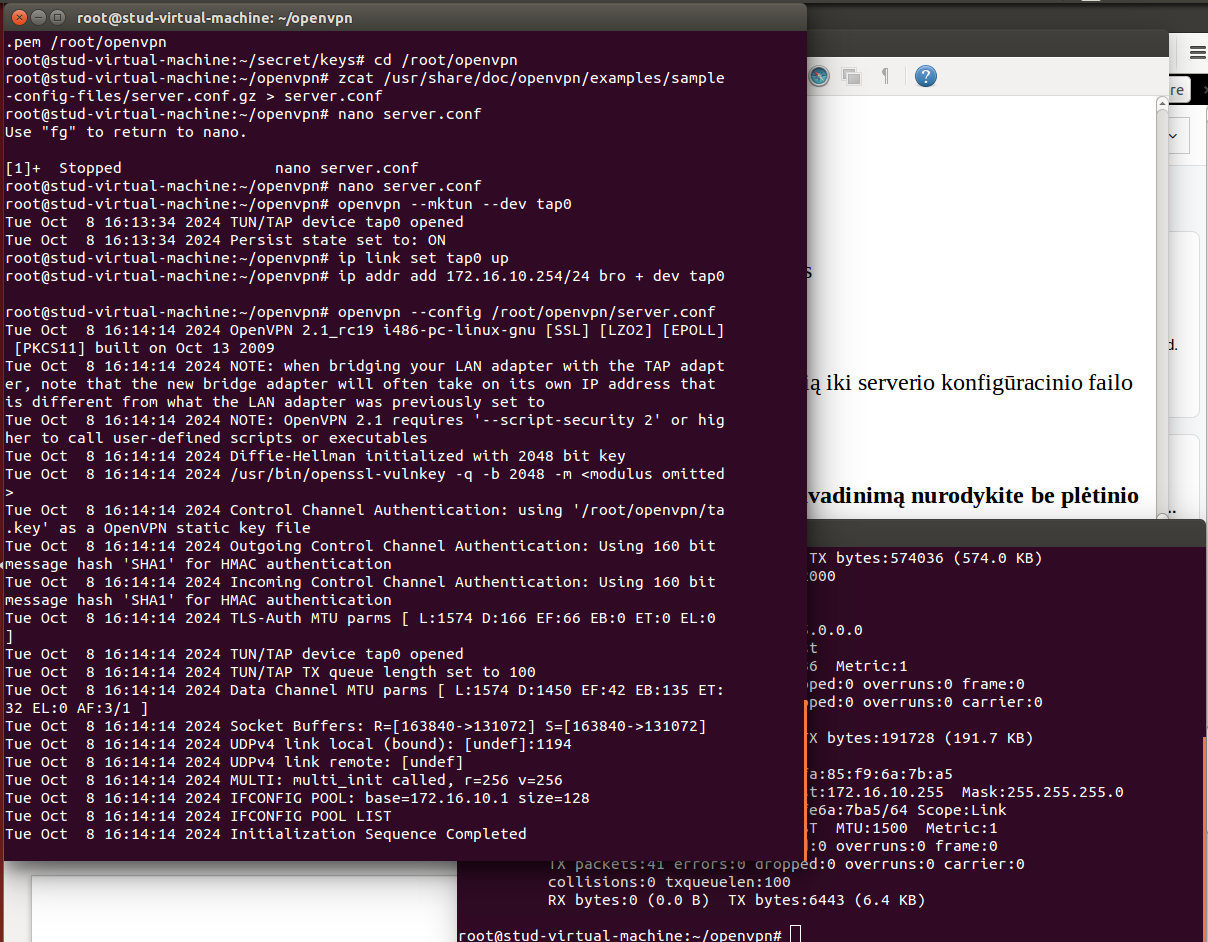 root@stud-virtual-machine: ~/openvpn
.pem /root/openvpn
root@stud-virtual-machine:~/secret/keys# cd /root/openvpn
root@stud-virtual-machine:~/openvpn# zcat /usr/share/doc/openvpn/examples/sample
-config-files/server.conf.gz > server.conf
root@stud-virtual-machine:~/openvpn# nano server.conf
Use "fg" to return to nano.
[1]+  Stopped                 nano server.conf
root@stud-virtual-machine:~/openvpn# nano server.conf
root@stud-virtual-machine:~/openvpn# openvpn --mktun --dev tap0
Tue Oct  8 16:13:34 2024 TUN/TAP device tap0 opened
Tue Oct  8 16:13:34 2024 Persist state set to: ON
root@stud-virtual-machine:~/openvpn# ip link set tap0 up
root@stud-virtual-machine:~/openvpn# ip addr add 172.16.10.254/24 bro + dev tap0
root@stud-virtual-machine:~/openvpn# openvpn --config /root/openvpn/server.conf
Tue Oct  8 16:14:14 2024 OpenVPN 2.1_rc19 i486-pc-linux-gnu [SSL] [LZO2] [EPOLL]
 [PKCS11] built on Oct 13 2009
Tue Oct  8 16:14:14 2024 NOTE: when bridging your LAN adapter with the TAP adapt
er, note that the new bridge adapter will often take on its own IP address that
is different from what the LAN adapter was previously set to
Tue Oct  8 16:14:14 2024 NOTE: OpenVPN 2.1 requires '--script-security 2' or hig
her to call user-defined scripts or executables
Tue Oct  8 16:14:14 2024 Diffie-Hellman initialized with 2048 bit key
Tue Oct  8 16:14:14 2024 /usr/bin/openssl-vulnkey -q -b 2048 -m <modulus omitted
>
Tue Oct  8 16:14:14 2024 Control Channel Authentication: using '/root/openvpn/ta
.key' as a OpenVPN static key file
Tue Oct  8 16:14:14 2024 Outgoing Control Channel Authentication: Using 160 bit
message hash 'SHA1' for HMAC authentication
Tue Oct  8 16:14:14 2024 Incoming Control Channel Authentication: Using 160 bit
message hash 'SHA1' for HMAC authentication
Tue Oct  8 16:14:14 2024 TLS-Auth MTU parms [ L:1574 D:166 EF:66 EB:0 ET:0 EL:0
]
Tue Oct  8 16:14:14 2024 TUN/TAP device tap0 opened
Tue Oct  8 16:14:14 2024 TUN/TAP TX queue length set to 100
Tue Oct  8 16:14:14 2024 Data Channel MTU parms [ L:1574 D:1450 EF:42 EB:135 ET:
32 EL:0 AF:3/1 ]
Tue Oct  8 16:14:14 2024 Socket Buffers: R=[163840->131072] S=[163840->131072]
Tue Oct  8 16:14:14 2024 UDPv4 link local (bound): [undef]:1194
Tue Oct  8 16:14:14 2024 UDPv4 link remote: [undef]
Tue Oct  8 16:14:14 2024 MULTI: multi_init called, r=256 v=256
Tue Oct  8 16:14:14 2024 IFCONFIG POOL: base=172.16.10.1 size=128
Tue Oct  8 16:14:14 2024 IFCONFIG POOL LIST
Tue Oct  8 16:14:14 2024 Initialization Sequence Completed
re
s
d.
ią iki serverio konfigūracinio failo
vadinimą nurodykite be plėtinio
..
TX bytes:574036 (574.0 KB)
000
.0.0.0
st
36  Metric:1
ped:0 overruns:0 frame:0
ped:0 overruns:0 carrier:0
X bytes:191728 (191.7 KB)
a:85:f9:6a:7b:a5
t:172.16.10.255  Mask:255.255.255.0
e6a:7ba5/64 Scope:Link
T  MTU:1500  Metric:1
:0 overruns:0 frame:0
TX packets:41 errors:0 dropped:0 overruns:0 carrier:0
collisions:0 txqueuelen:100
RX bytes:0 (0.0 B)  TX bytes:6443 (6.4 KB)
root@stud-virtual-machine:~/openvpn#